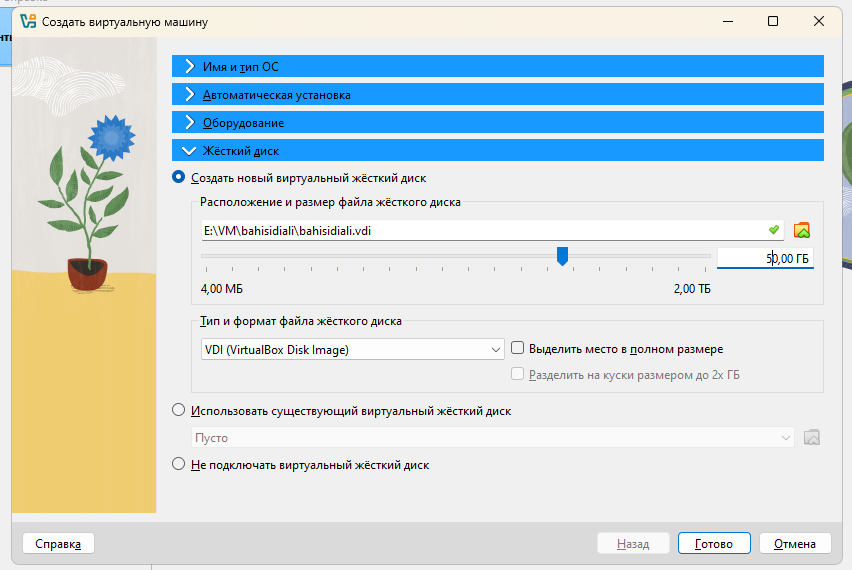 Создать виртуальную машину
Имя и тип ОС
Автоматическая установка
Оборудование
Жёсткий диск
Создать новый виртуальный жёсткий диск
Расположение и размер файла жёсткого диска
E:\VM\bahisidiali\bahisidiali.vdi
50,00 ГБ
4,00 МБ 2,00 ТБ
Тип и формат файла жёсткого диска
VDI (VirtualBox Disk Image) Выделить место в полном размере
Разделить на куски размером до 2х ГБ
Использовать существующий виртуальный жёсткий диск
Пусто
Не подключать виртуальный жёсткий диск
Справка Назад Готово Отмена